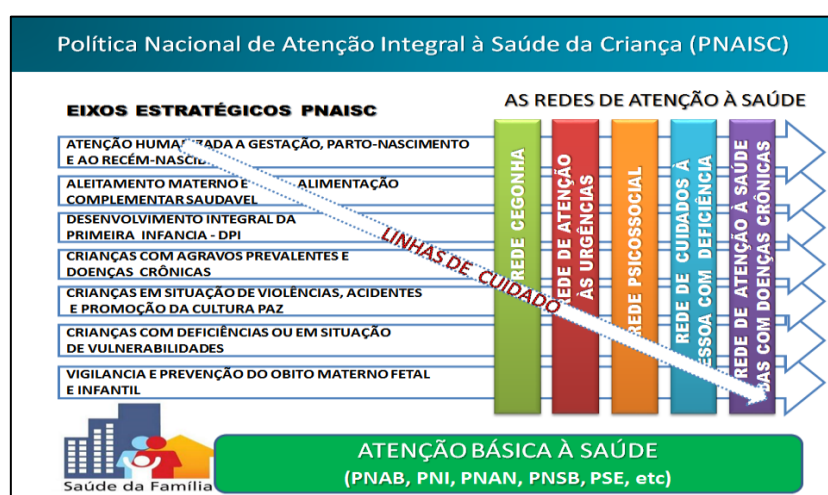 Política Nacional de Atenção Integral à Saúde da Criança (PNAISC)
EIXOS ESTRATÉGICOS PNAISC
AS REDES DE ATENÇÃO À SAÚDE
ATENÇÃO HUMANIZADA A GESTAÇÃO, PARTO-NASCIMENTO
E AO RECÉM-NASCID
ALEITAMENTO MATERNO E ALIMENTAÇÃO
COMPLEMENTAR SAUDAVEL
DESENVOLVIMENTO INTEGRAL DA
PRIMEIRA INFANCIA - DPI
CRIANÇAS COM AGRAVOS PREVALENTES E
DOENÇAS CRÔNICAS
CRIANÇAS EM SITUAÇÃO DE VIOLÊNCIAS, ACIDENTES
E PROMOÇÃO DA CULTURA PAZ
CRIANÇAS COM DEFICIÊNCIAS OU EM SITUAÇÃO
DE VULNERABILIDADES
VIGILANCIA E PREVENÇÃO DO OBITO MATERNO FETAL
E INFANTIL
LINHAS DE CUIDADO
REDE CEGONHA
REDE DE ATENÇÃO
ÀS URGÊNCIAS
REDE PSICOSSOCIAL
REDE DE CUIDADOS À
PESSOA COM DEFICIÊNCIA
REDE DE ATENÇÃO À SAÚDE
DAS COM DOENÇAS CRÔNICAS
Saúde da Família
ATENÇÃO BÁSICA À SAÚDE
(PNAB, PNI, PNAN, PNSB, PSE, etc)